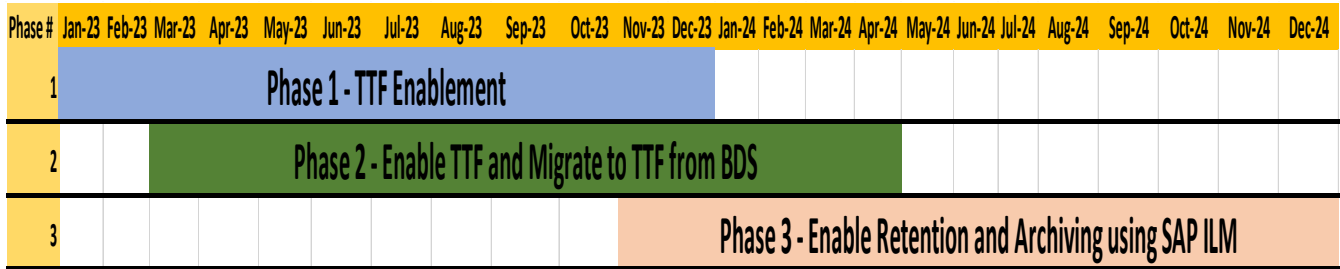 Phase # Jan-23 Feb-23 Mar-23 Apr-23 May-23 Jun-23 Jul-23 Aug-23 Sep-23 Oct-23 Nov-23 Dec-23 Jan-24 Feb-24 Mar-24 Apr-24 May-24 Jun-24 Jul-24 Aug-24 Sep-24 Oct-24 Nov-24 Dec-24
1 Phase 1 - TTF Enablement
2 Phase 2 - Enable TTF and Migrate to TTF from BDS
3 Phase 3 - Enable Retention and Archiving using SAP ILM